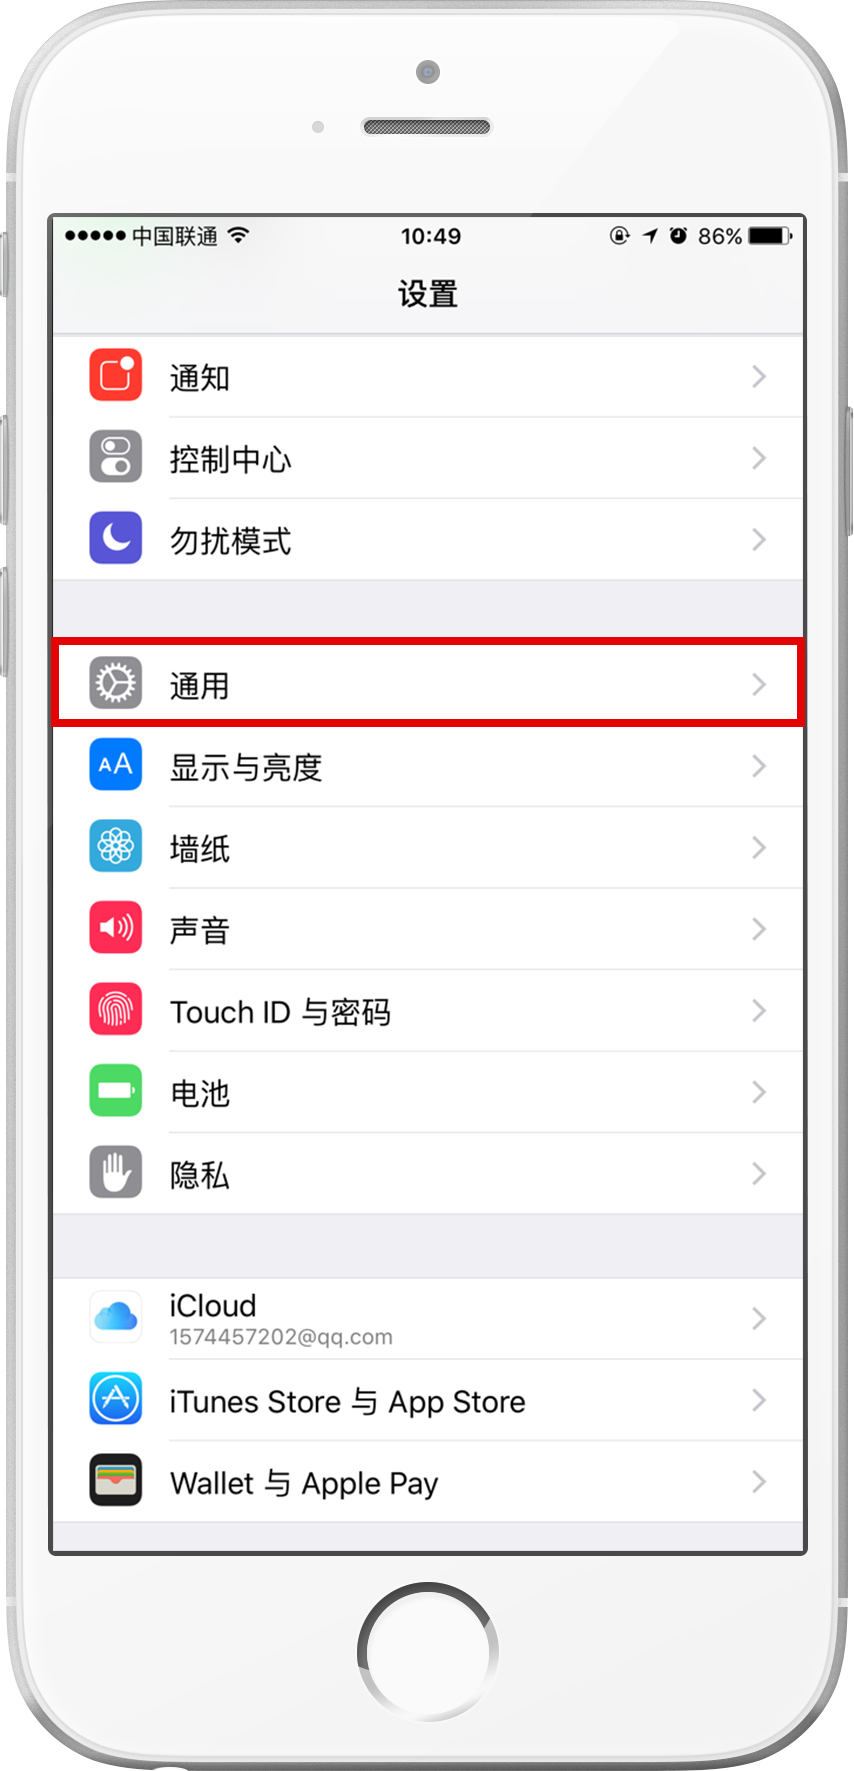 中国联通 10:49 86%
设置
通知
控制中心
勿扰模式
通用
AA 显示与亮度
墙纸
声音
Touch ID 与密码
电池
隐私
iCloud
1574457202@qq.com
iTunes Store 与 App Store
Wallet 与 Apple Pay